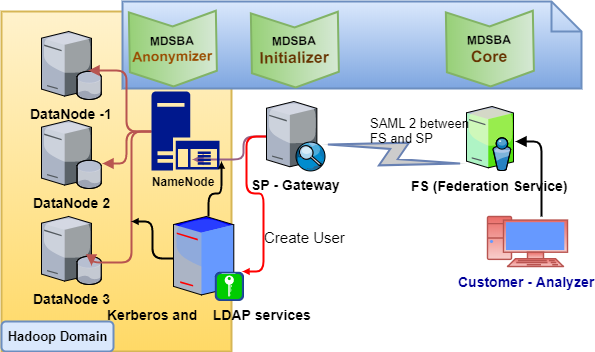 MDSBA
Anonymizer
MDSBA
Initializer
MDSBA
Core
DataNode -1
SAML 2 between
FS and SP
NameNode
SP - Gateway
FS (Federation Service)
DataNode 2
Create User
Customer - Analyzer
DataNode 3
Kerberos and LDAP services
Hadoop Domain